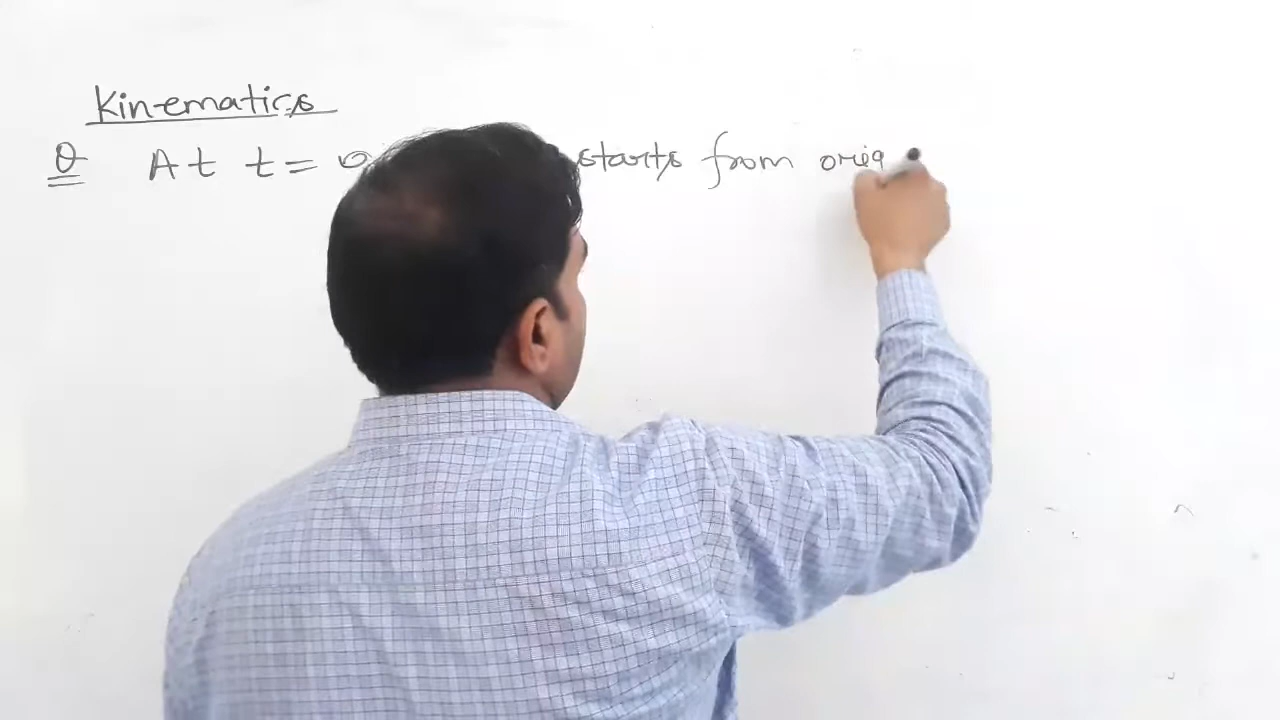 Kinematics
Q At t = 0 starts from orig